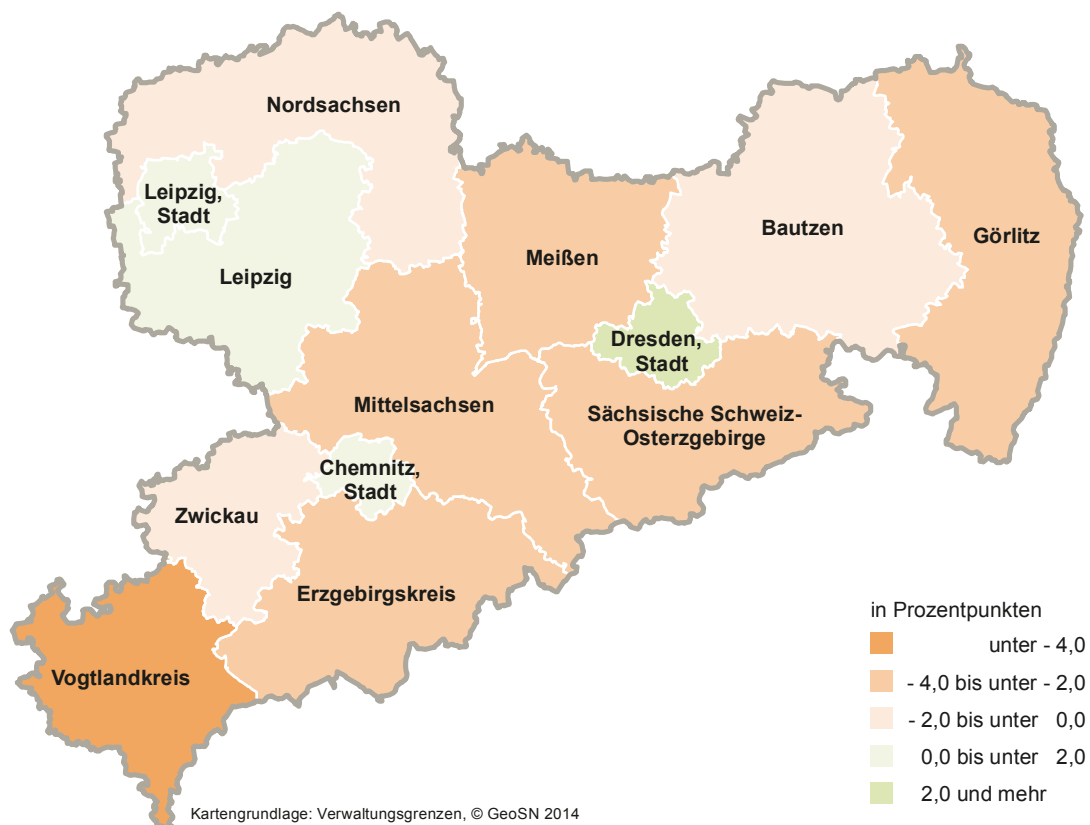 Nordsachsen
Leipzig,
Stadt
Leipzig
Meißen
Bautzen
Görlitz
Dresden,
Stadt
Mittelsachsen
Sächsische Schweiz-
Osterzgebirge
Chemnitz,
Stadt
Zwickau
Erzgebirgskreis
Vogtlandkreis
in Prozentpunkten
unter - 4,0
- 4,0 bis unter - 2,0
- 2,0 bis unter 0,0
0,0 bis unter 2,0
2,0 und mehr
Kartengrundlage: Verwaltungsgrenzen, © GeoSN 2014